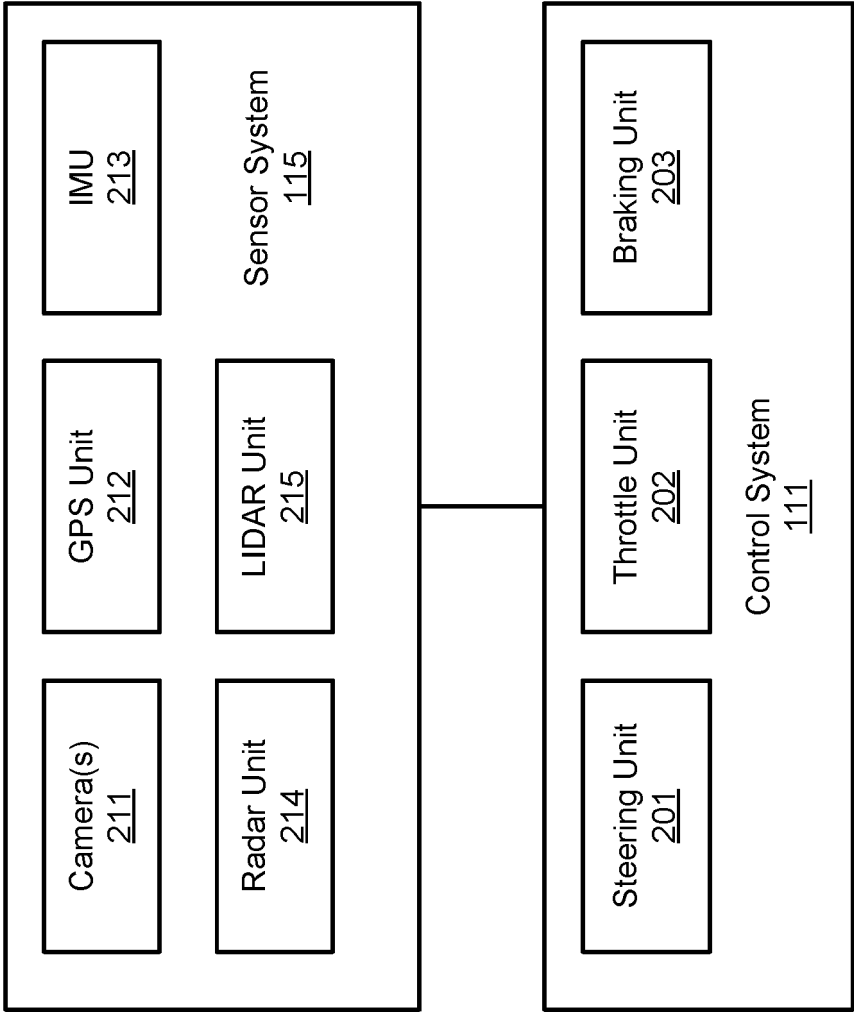 Camera(s)
211
GPS Unit
212
IMU
213
Radar Unit
214
LIDAR Unit
215
Sensor System
115
Steering Unit
201
Throttle Unit
202
Braking Unit
203
Control System
111